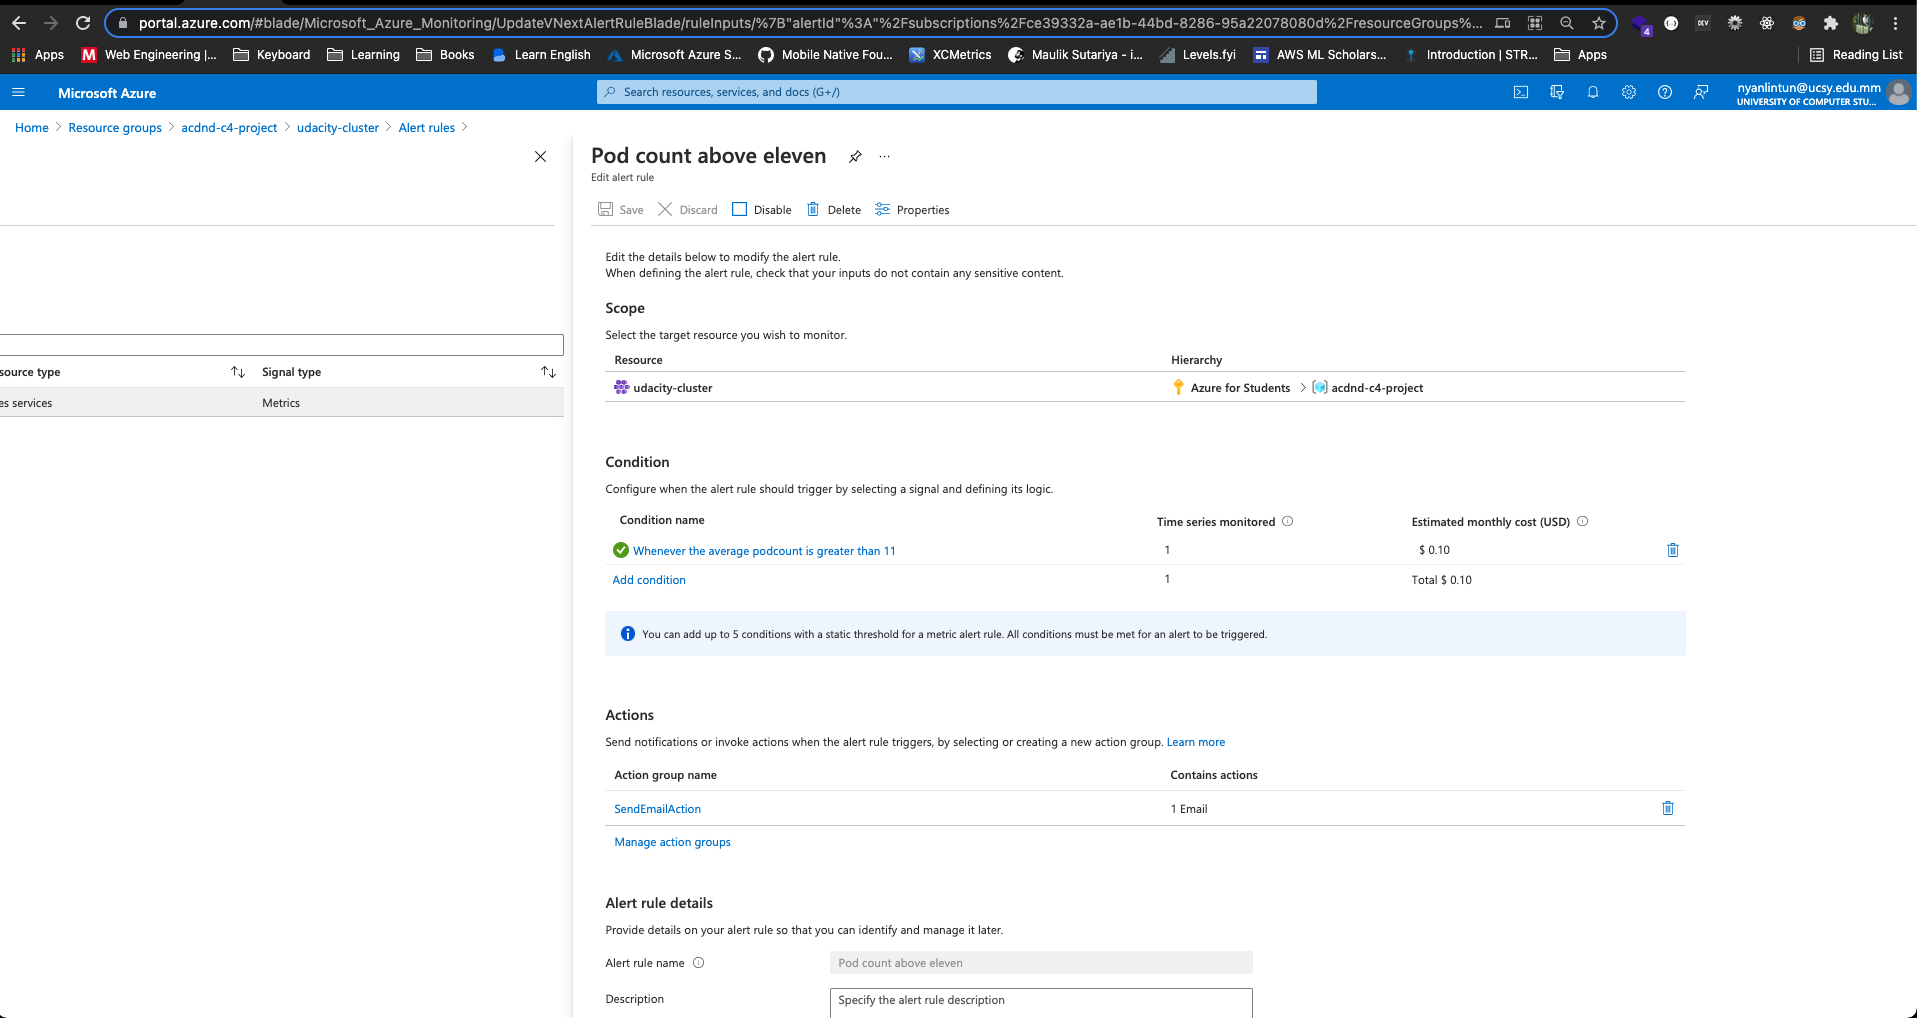 portal.azure.com/#blade/Microsoft_Azure_Monitoring/UpdateVNextAlertRuleBlade/ruleInputs/%7B"alertId"%3A"%2Fsubscriptions%2Fce39332a-ae1b-44bd-8286-95a22078080d%2FresourceGroups%...
4
DEV
Apps
Web Engineering |...
Keyboard
Learning
Books
Learn English
Microsoft Azure S...
Mobile Native Fou...
XCMetrics
Maulik Sutariya - i...
Levels.fyi
AWS ML Scholars...
Introduction | STR...
Apps
Reading List
Microsoft Azure
Search resources, services, and docs (G+/)
nyanlintun@ucsy.edu.mm
UNIVERSITY OF COMPUTER STU...
Home > Resource groups > acdnd-c4-project > udacity-cluster > Alert rules >
Pod count above eleven
Edit alert rule
Save
Discard
Disable
Delete
Properties
Edit the details below to modify the alert rule.
When defining the alert rule, check that your inputs do not contain any sensitive content.
Scope
Select the target resource you wish to monitor.
Resource
Hierarchy
source type
Signal type
udacity-cluster
Azure for Students > acdnd-c4-project
es services
Metrics
Condition
Configure when the alert rule should trigger by selecting a signal and defining its logic.
Condition name
Time series monitored
Estimated monthly cost (USD)
Whenever the average podcount is greater than 11
1
$ 0.10
Add condition
1
Total $ 0.10
You can add up to 5 conditions with a static threshold for a metric alert rule. All conditions must be met for an alert to be triggered.
Actions
Send notifications or invoke actions when the alert rule triggers, by selecting or creating a new action group. Learn more
Action group name
Contains actions
SendEmailAction
1 Email
Manage action groups
Alert rule details
Provide details on your alert rule so that you can identify and manage it later.
Alert rule name
Pod count above eleven
Description
Specify the alert rule description